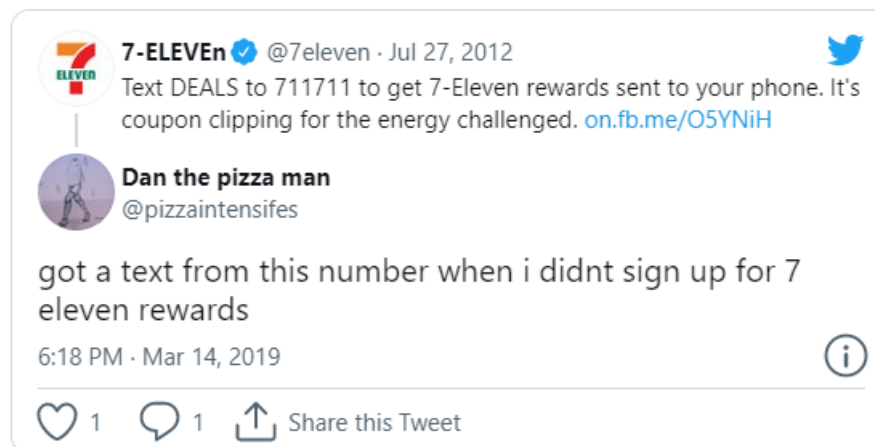 7-ELEVEn @7eleven · Jul 27, 2012
7
ELEVEn
Text DEALS to 711711 to get 7-Eleven rewards sent to your phone. It's
coupon clipping for the energy challenged. on.fb.me/O5YNiH
Dan the pizza man
@pizzaintensifes
got a text from this number when i didnt sign up for 7
eleven rewards
6:18 PM · Mar 14, 2019
1 1 Share this Tweet